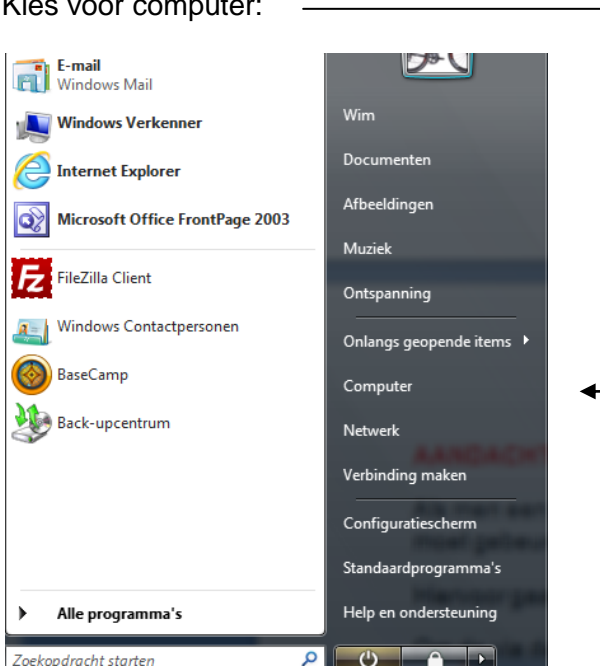 Kies voor computer:
E-mail
Windows Mail
Windows Verkenner
Internet Explorer
Microsoft Office FrontPage 2003
FileZilla Client
Windows Contactpersonen
BaseCamp
Back-upcentrum
Alle programma's
Zoekopdracht starten
Wim
Documenten
Afbeeldingen
Muziek
Ontspanning
Onlangs geopende items
Computer
Netwerk
Verbinding maken
Configuratiescherm
Standaardprogramma's
Help en ondersteuning
AANDACHT